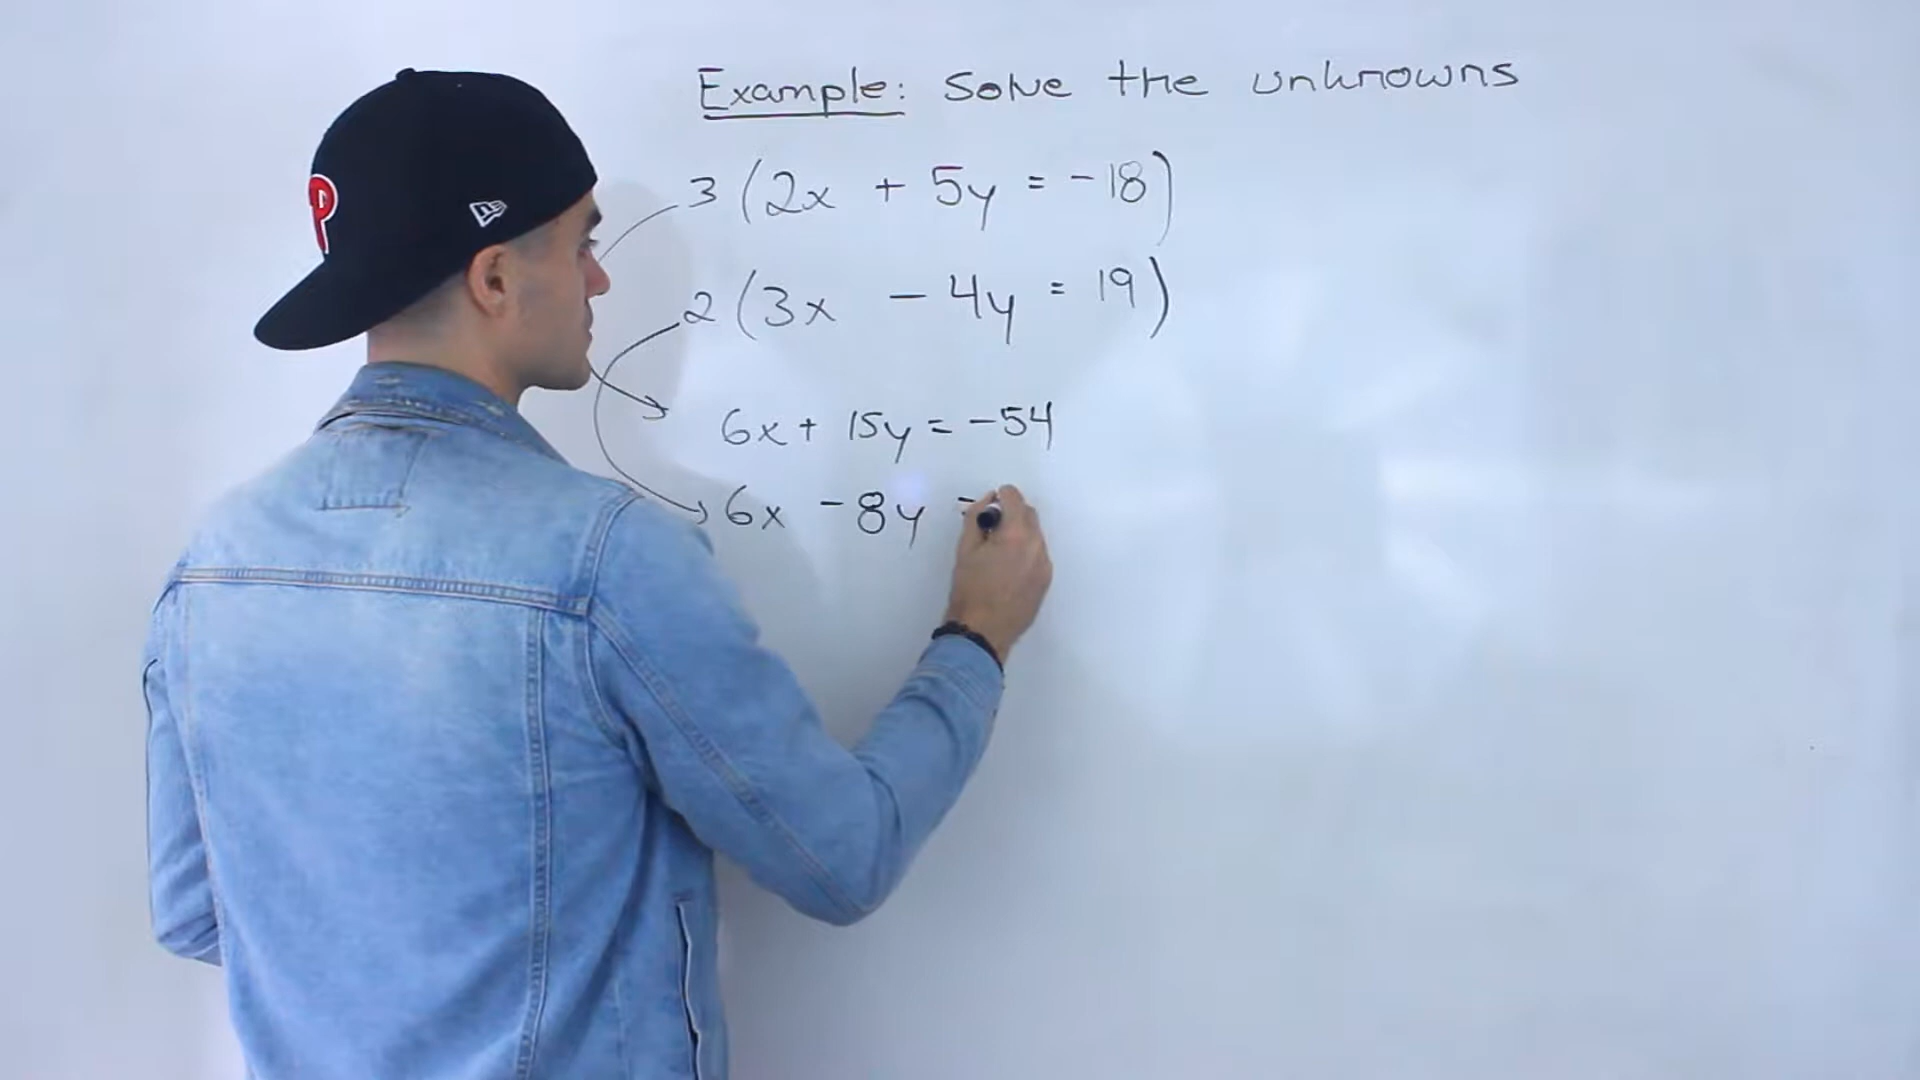 Example: Solve the unknowns
3 (2x + 5y = -18)
2 (3x - 4y = 19)
6x + 15y = -54
6x - 8y =
P